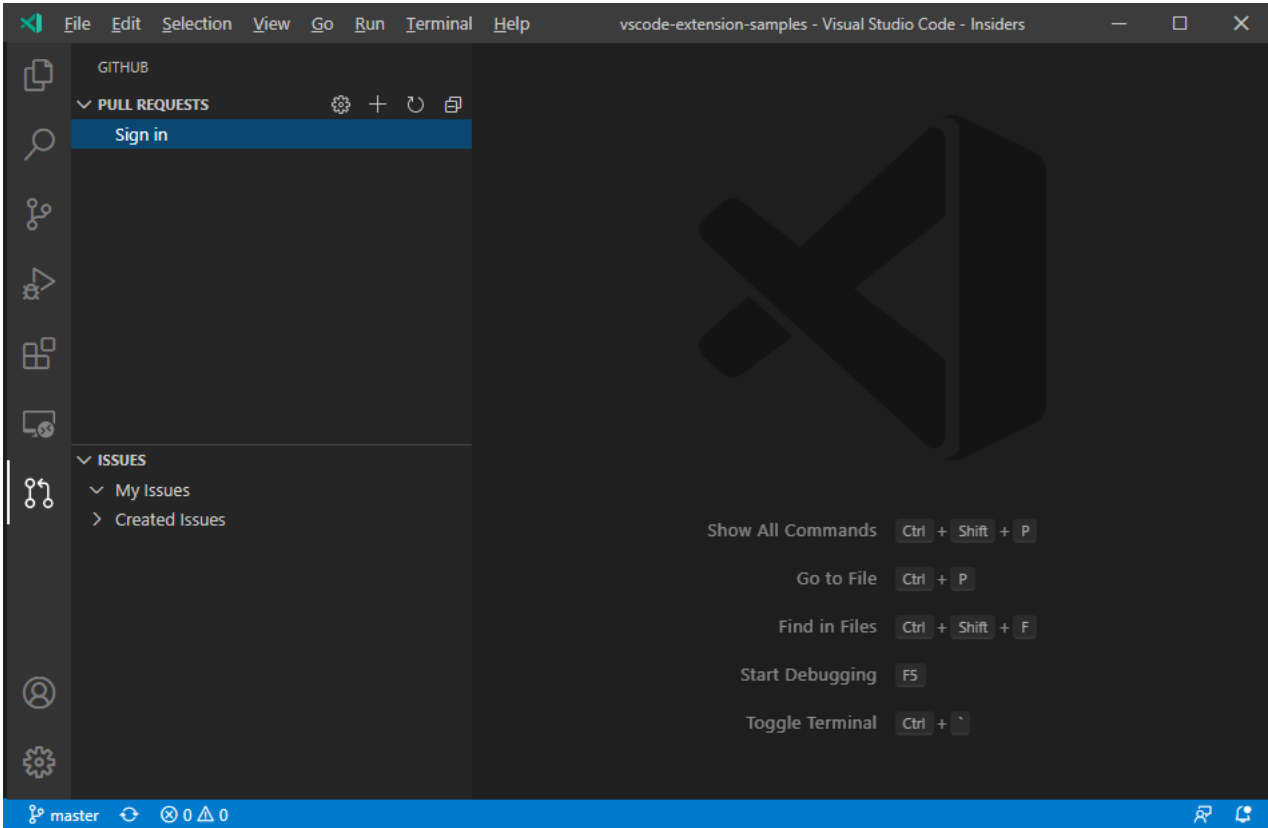 File Edit Selection View Go Run Terminal Help vscode-extension-samples - Visual Studio Code - Insiders
GITHUB
PULL REQUESTS
Sign in
ISSUES
My Issues
Created Issues
Show All Commands Ctrl + Shift + P
Go to File Ctrl + P
Find in Files Ctrl + Shift + F
Start Debugging F5
Toggle Terminal Ctrl + `
master 0 0